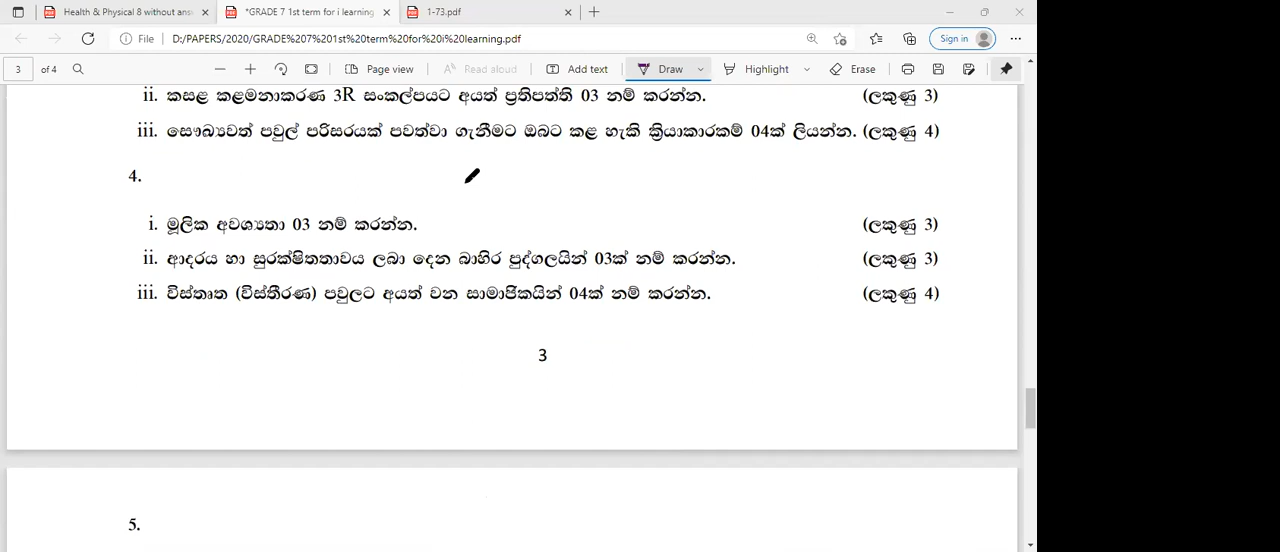 Health & Physical 8 without ans
*GRADE 7 1st term for i learning
1-73.pdf
File
D:/PAPERS/2020/GRADE%207%201st%20term%20for%20i%20learning.pdf
Sign in
3 of 4
Page view
Read aloud
Add text
Draw
Highlight
Erase
ii. කසළ කළමනාකරණ 3R සංකල්පයට අයත් ප්‍රතිපත්ති 03 නම් කරන්න. (ලකුණු 3)
iii. සෞඛ්‍යවත් පවුල් පරිසරයක් පවත්වා ගැනීමට ඔබට කළ හැකි ක්‍රියාකාරකම් 04ක් ලියන්න. (ලකුණු 4)
4.
i. මූලික අවශ්‍යතා 03 නම් කරන්න. (ලකුණු 3)
ii. ආදරය හා සුරක්ෂිතතාවය ලබා දෙන බාහිර පුද්ගලයින් 03ක් නම් කරන්න. (ලකුණු 3)
iii. විස්තෘත (විස්තීරණ) පවුලට අයත් වන සාමාජිකයින් 04ක් නම් කරන්න. (ලකුණු 4)
3
5.